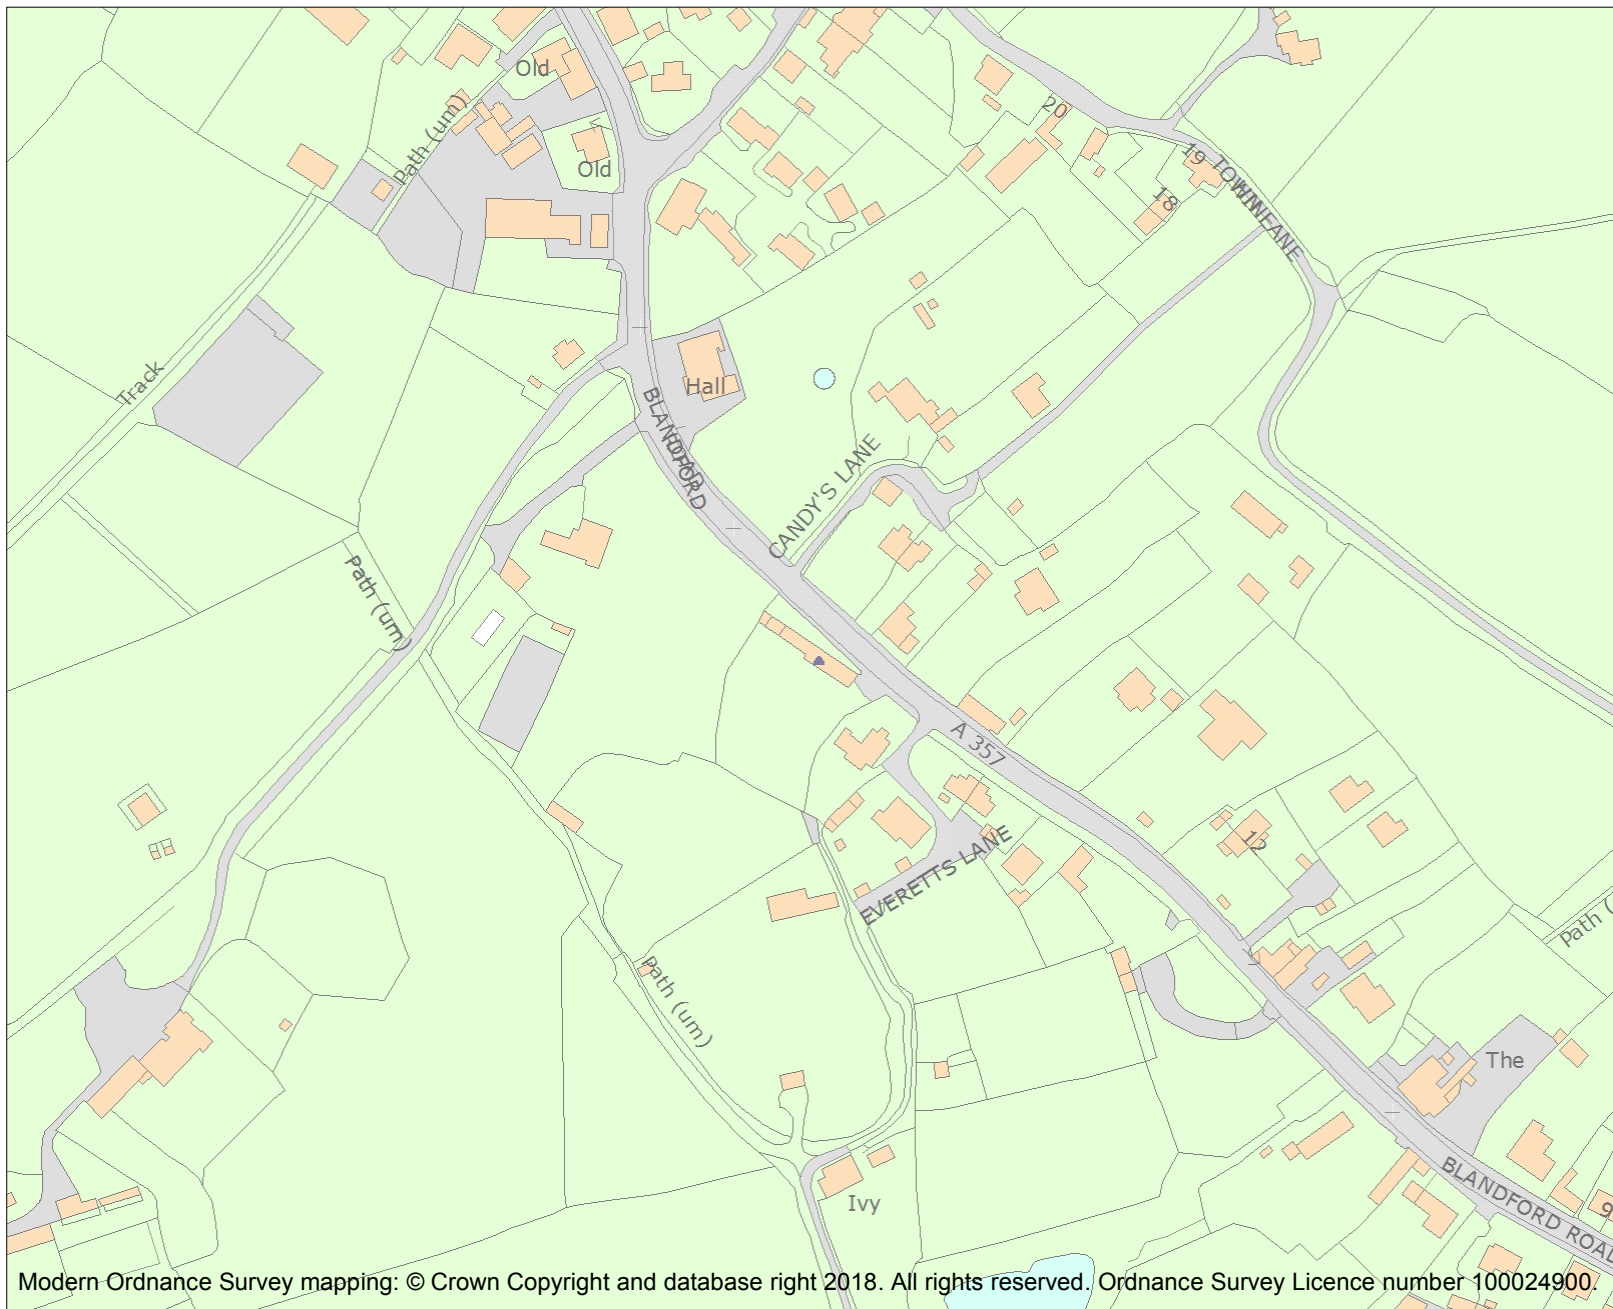 Old
Path (um)
20
Old
19
TOWN LANE
18
Track
Hall
BLANDFORD
ROAD
CANDY'S LANE
Path (um)
A 357
12
EVERETTS LANE
Path (
Path (um)
The
BLANDFORD ROAD
9
Ivy
Modern Ordnance Survey mapping: © Crown Copyright and database right 2018. All rights reserved. Ordnance Survey Licence number 100024900.